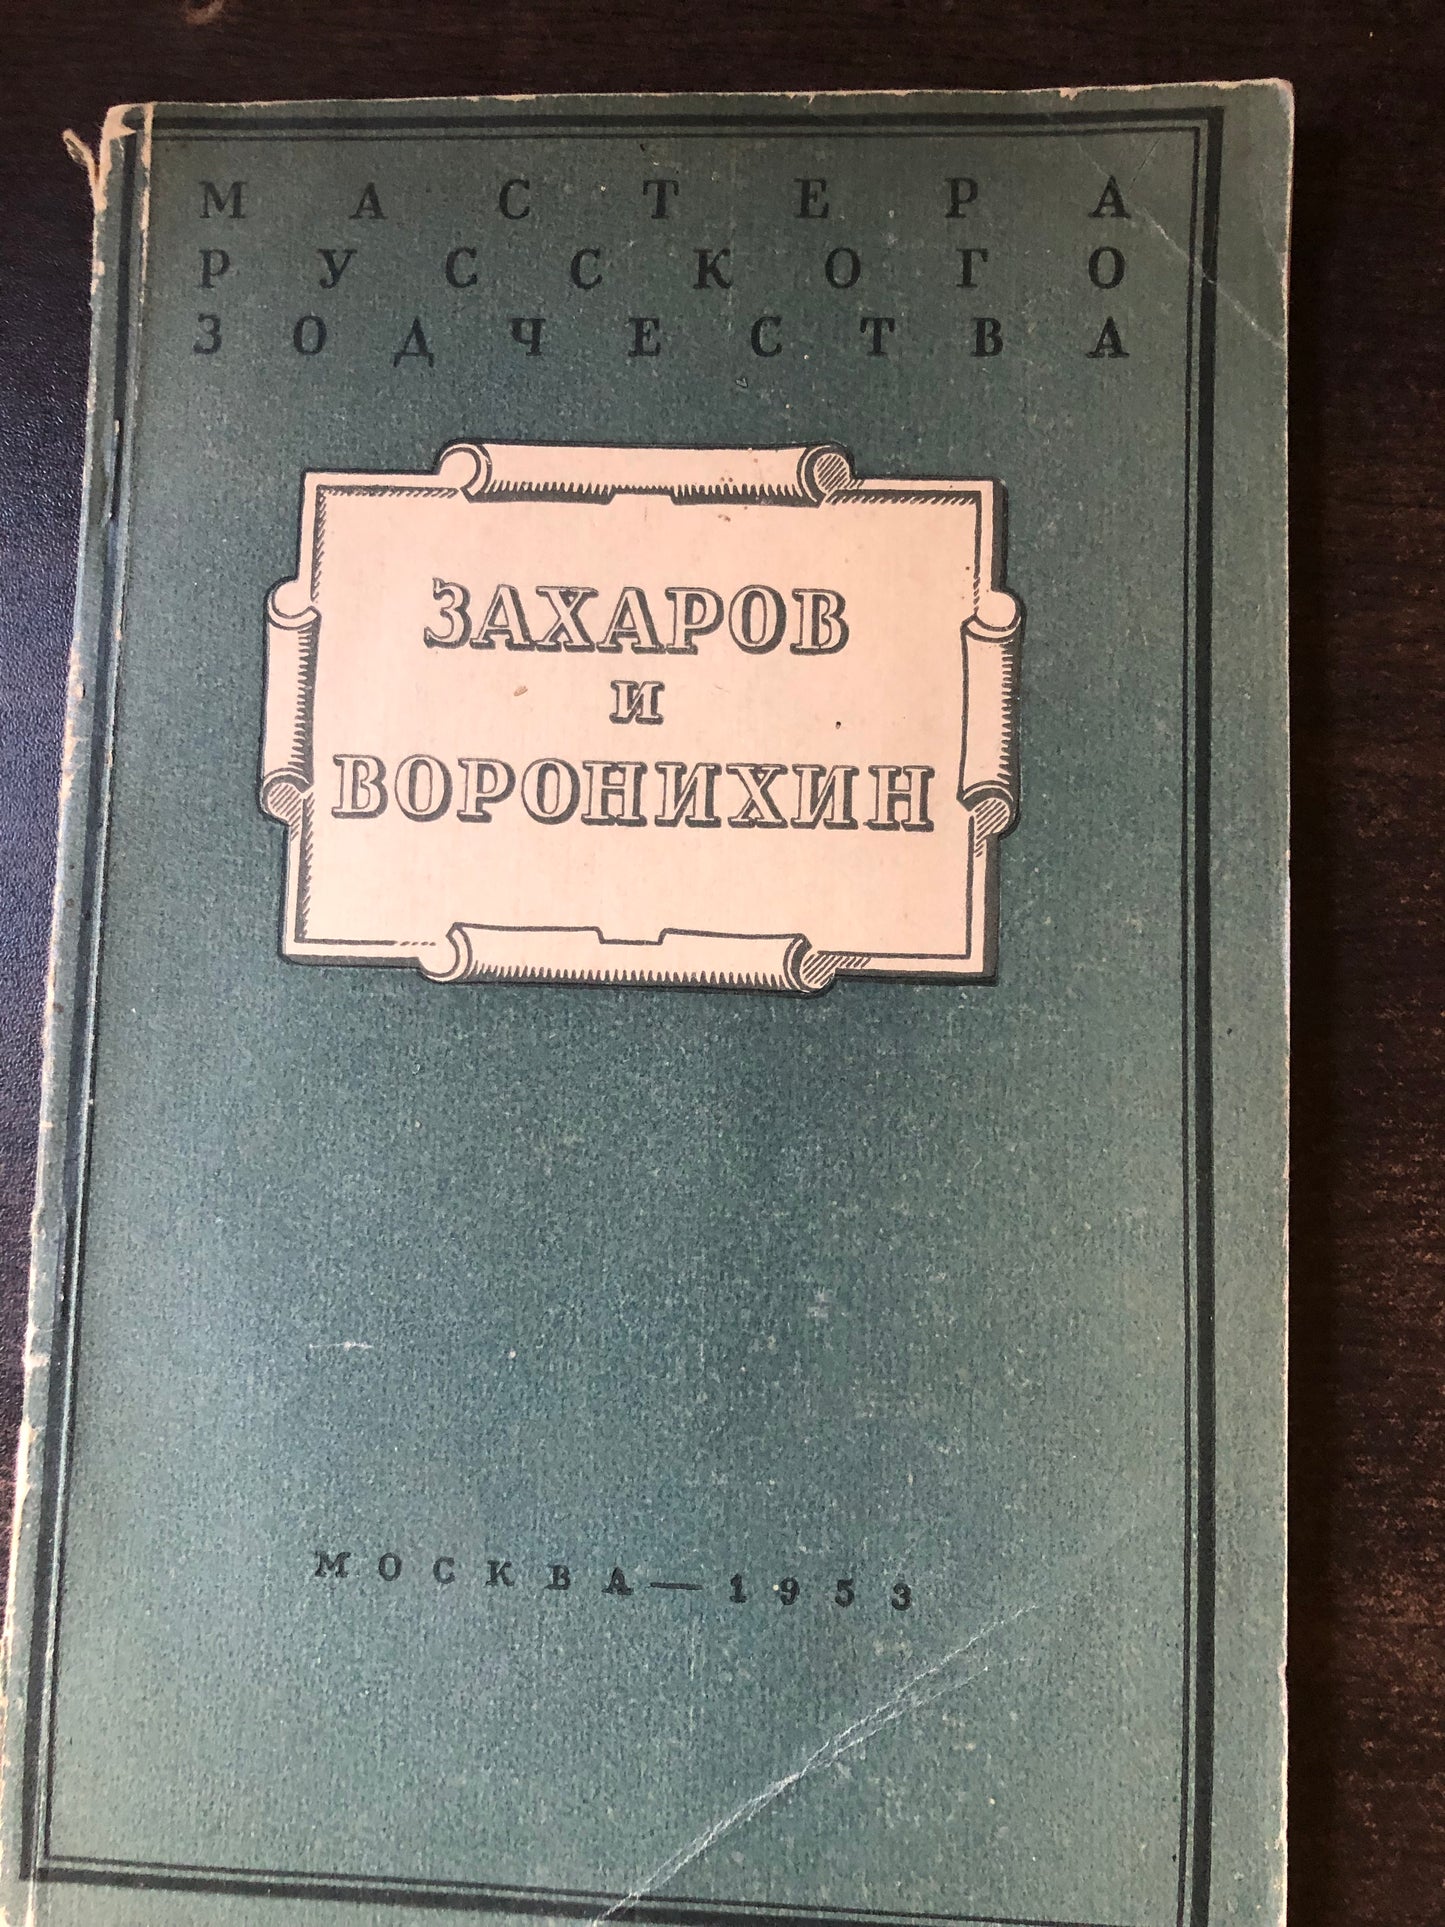 МАСТЕРА
РУССКОГО
ЗОДЧЕСТВА
ЗАХАРОВ
И
ВОРОНИХИН
МОСКВА — 1953